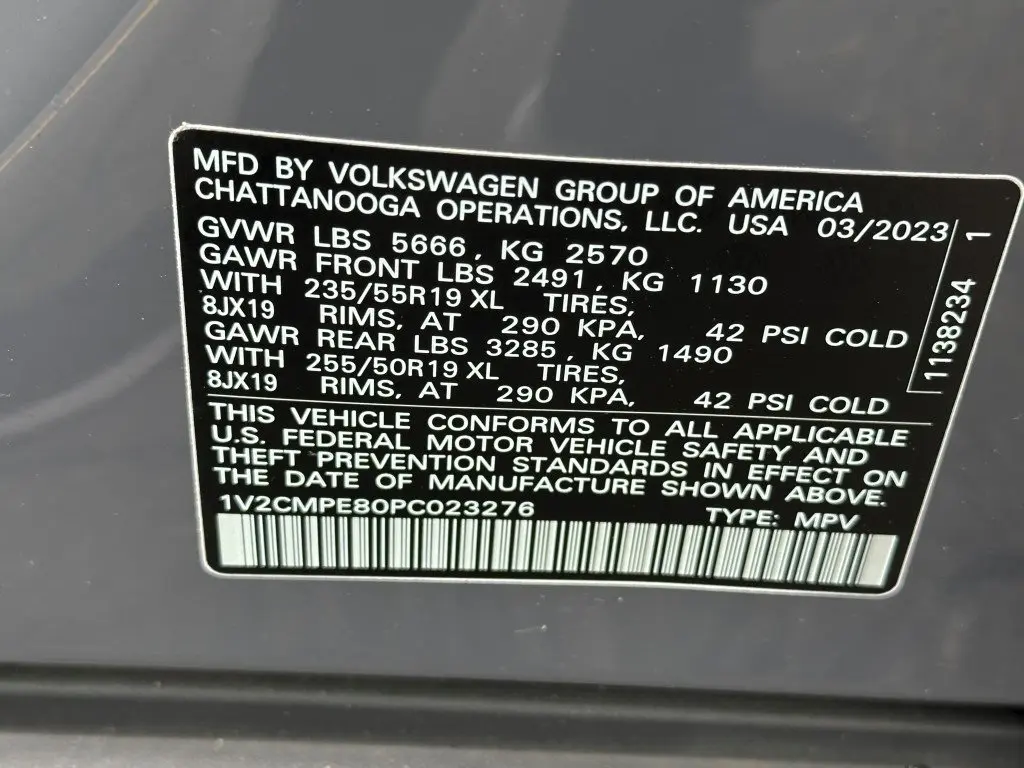 MFD BY VOLKSWAGEN GROUP OF AMERICA
CHATTANOOGA OPERATIONS, LLC. USA 03/2023
GVWR LBS 5666, KG 2570
GAWR FRONT LBS 2491, KG 1130
WITH 235/55R19 XL TIRES,
8JX19 RIMS, AT 290 KPA, 42 PSI COLD
GAWR REAR LBS 3285, KG 1490
WITH 255/50R19 XL TIRES,
8JX19 RIMS, AT 290 KPA, 42 PSI COLD
THIS VEHICLE CONFORMS TO ALL APPLICABLE
U.S. FEDERAL MOTOR VEHICLE SAFETY AND
THEFT PREVENTION STANDARDS IN EFFECT ON
THE DATE OF MANUFACTURE SHOWN ABOVE.
1V2CMPE80PC023276 TYPE: MPV
1138234 1